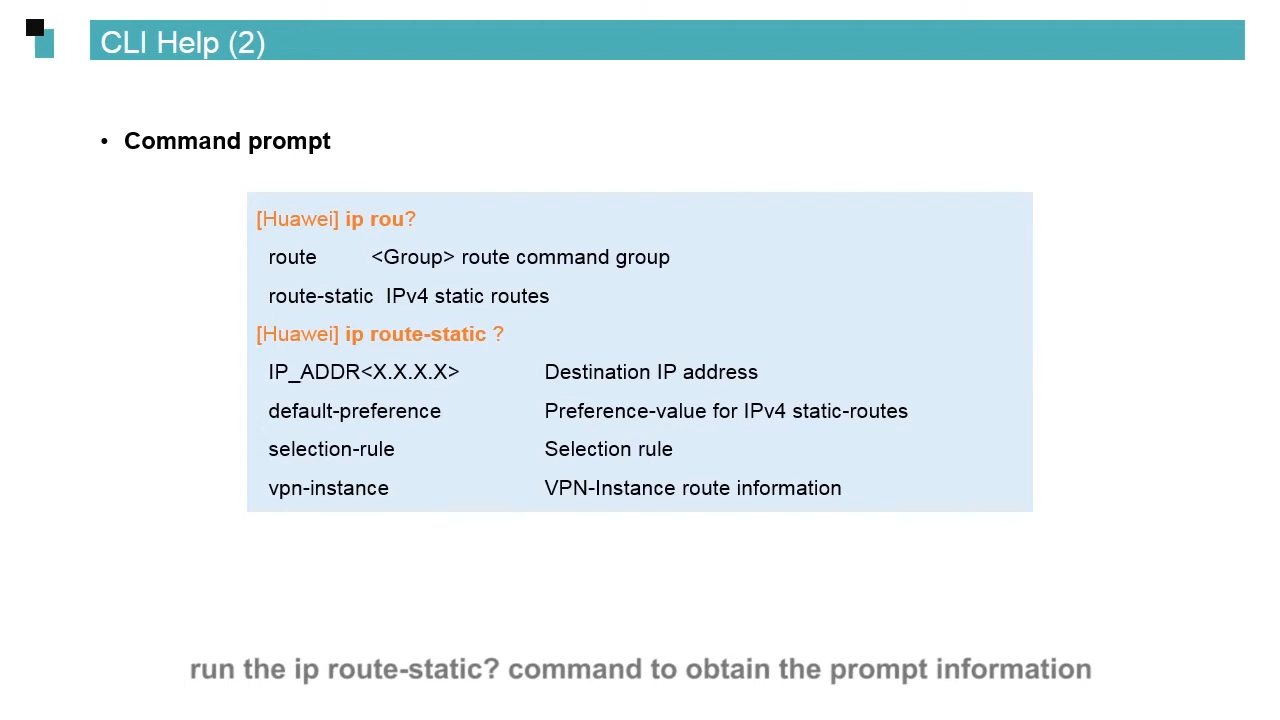 CLI Help (2)
• Command prompt
[Huawei] ip rou?
route <Group> route command group
route-static IPv4 static routes
[Huawei] ip route-static ?
IP_ADDR<X.X.X.X> Destination IP address
default-preference Preference-value for IPv4 static-routes
selection-rule Selection rule
vpn-instance VPN-Instance route information
run the ip route-static? command to obtain the prompt information